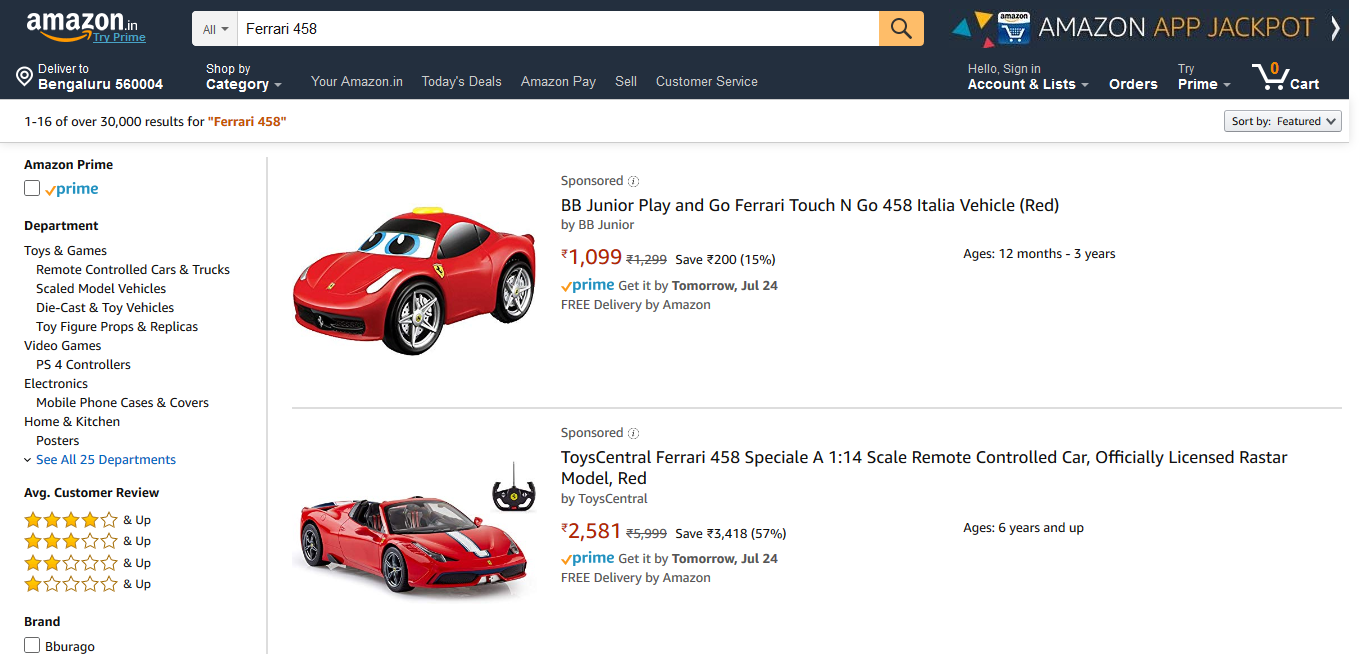 amazon.in
Try Prime
All
Ferrari 458
amazon
AMAZON APP JACKPOT
Deliver to
Bengaluru 560004
Shop by
Category
Your Amazon.in
Today's Deals
Amazon Pay
Sell
Customer Service
Hello, Sign in
Account & Lists
Orders
Try
Prime
0
Cart
1-16 of over 30,000 results for "Ferrari 458"
Sort by: Featured
Amazon Prime
prime
Department
Toys & Games
Remote Controlled Cars & Trucks
Scaled Model Vehicles
Die-Cast & Toy Vehicles
Toy Figure Props & Replicas
Video Games
PS 4 Controllers
Electronics
Mobile Phone Cases & Covers
Home & Kitchen
Posters
See All 25 Departments
Avg. Customer Review
& Up
& Up
& Up
& Up
Brand
Bburago
Sponsored
BB Junior Play and Go Ferrari Touch N Go 458 Italia Vehicle (Red)
by BB Junior
₹1,099 ₹1,299 Save ₹200 (15%)
prime Get it by Tomorrow, Jul 24
FREE Delivery by Amazon
Ages: 12 months - 3 years
Sponsored
ToysCentral Ferrari 458 Speciale A 1:14 Scale Remote Controlled Car, Officially Licensed Rastar
Model, Red
by ToysCentral
₹2,581 ₹5,999 Save ₹3,418 (57%)
prime Get it by Tomorrow, Jul 24
FREE Delivery by Amazon
Ages: 6 years and up